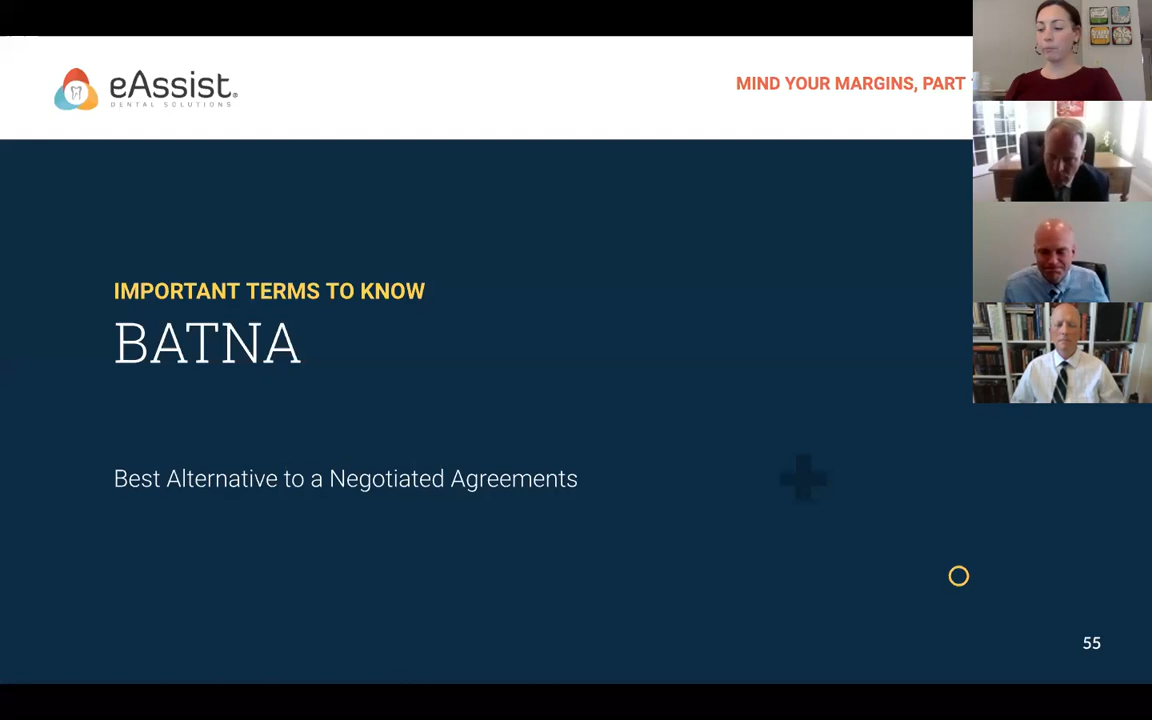 eAssist
DENTAL SOLUTIONS
MIND YOUR MARGINS, PART
IMPORTANT TERMS TO KNOW
BATNA
Best Alternative to a Negotiated Agreements
55